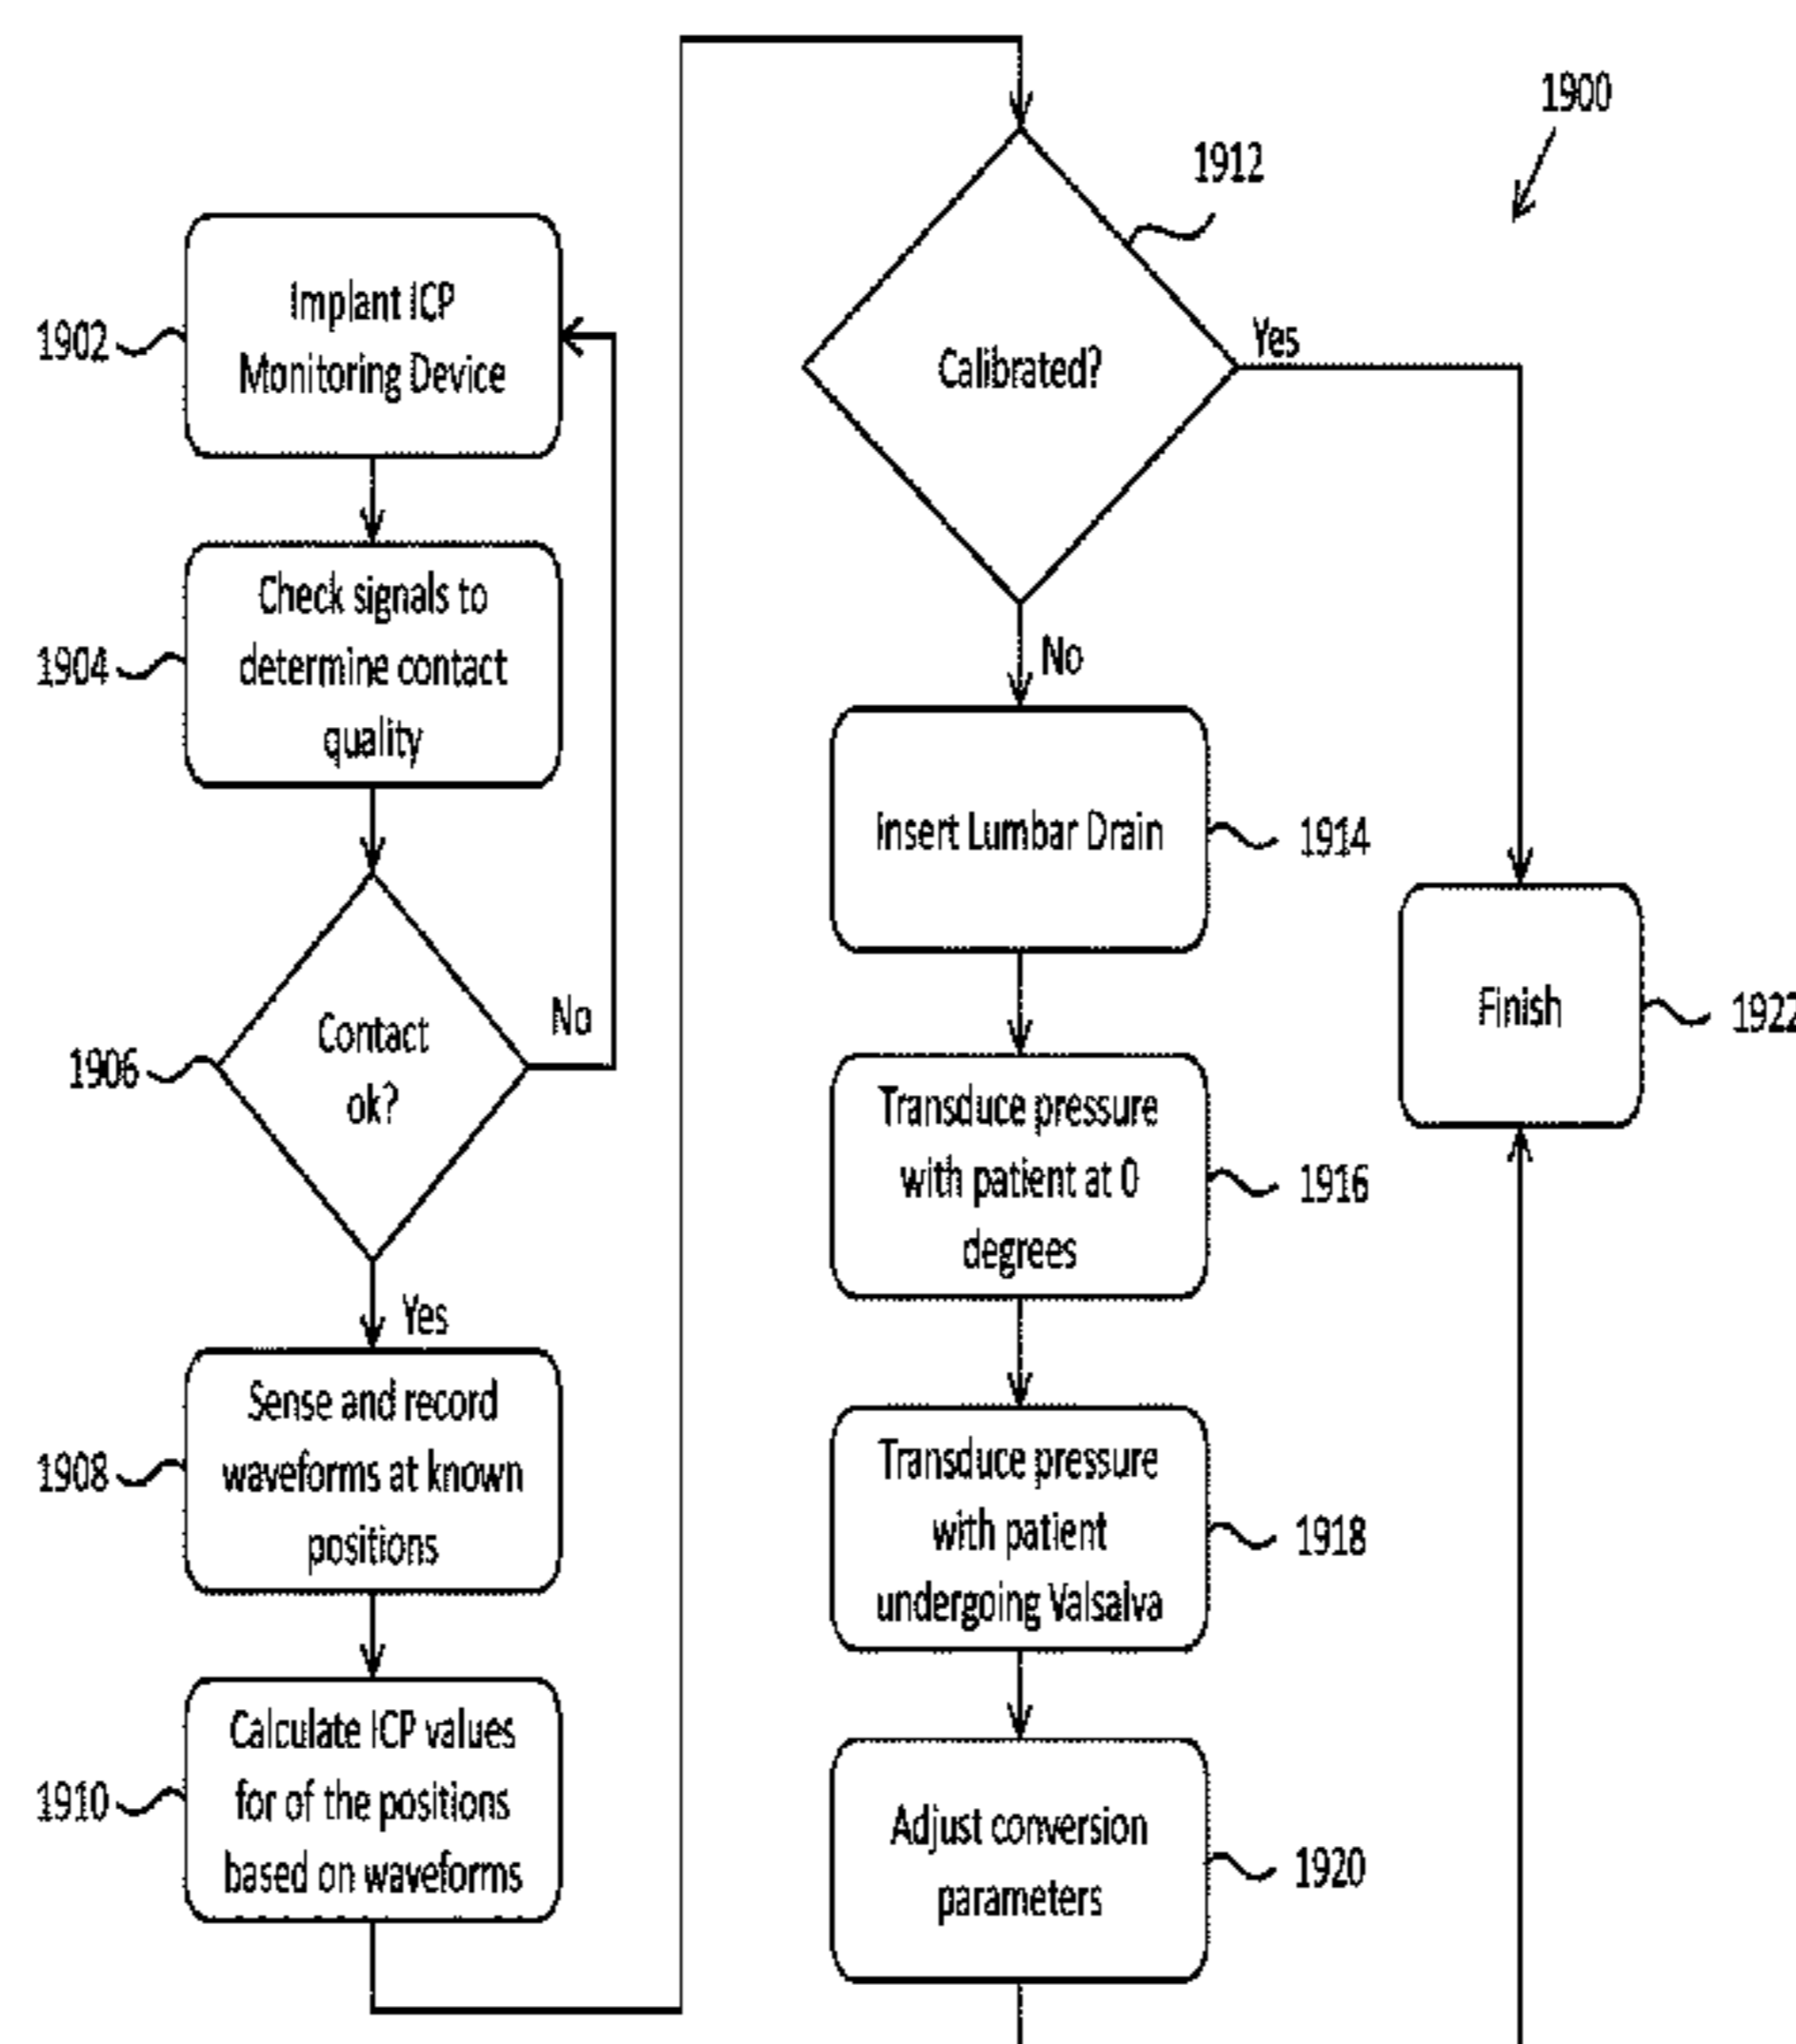 1900
1902
Implant ICP
Monitoring Device
1904
Check signals to
determine contact
quality
1906
Contact
ok?
No
Yes
1908
Sense and record
waveforms at known
positions
1910
Calculate ICP values
for of the positions
based on waveforms
1912
Calibrated?
Yes
No
Insert Lumbar Drain
1914
Transduce pressure
with patient at 0
degrees
1916
Transduce pressure
with patient
undergoing Valsalva
1918
Adjust conversion
parameters
1920
Finish
1922